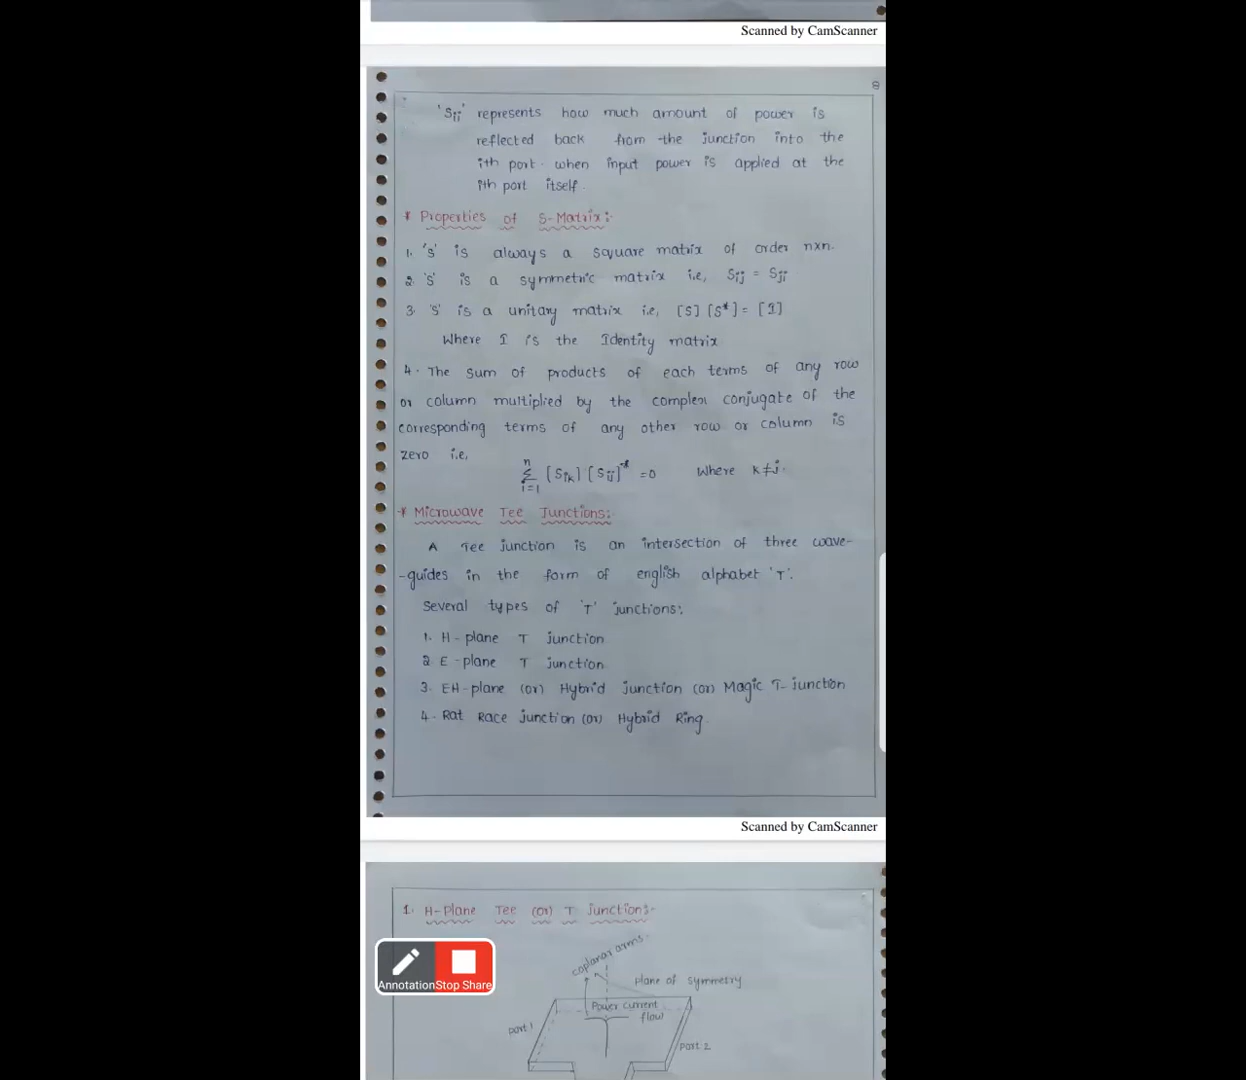 Scanned by CamScanner
8
'Sii' represents how much amount of power is
reflected back from the junction into the
ith port when input power is applied at the
ith port itself.
* Properties of S-Matrix:-
1. 'S' is always a square matrix of order nxn.
2. 'S' is a symmetric matrix i.e, Sij = Sji
3. 'S' is a unitary matrix i.e, [S] [S*] = [I]
Where I is the Identity matrix
4. The sum of products of each terms of any row
or column multiplied by the complex conjugate of the
corresponding terms of any other row or column is
zero i.e,
n
Σ [Sik] [Sij]* =0 Where k≠j.
i=1
* Microwave Tee Junctions:-
A Tee junction is an intersection of three wave-
-guides in the form of english alphabet 'T'.
Several types of 'T' junctions:
1. H-plane T junction
2. E-plane T junction
3. EH-plane (or) Hybrid junction (or) Magic T-junction
4. Rat Race junction (or) Hybrid Ring.
Scanned by CamScanner
1. H-Plane Tee (or) T Junction:-
coplanar arms.
plane of symmetry
Power current
flow
port 1
port 2
Annotation Stop Share